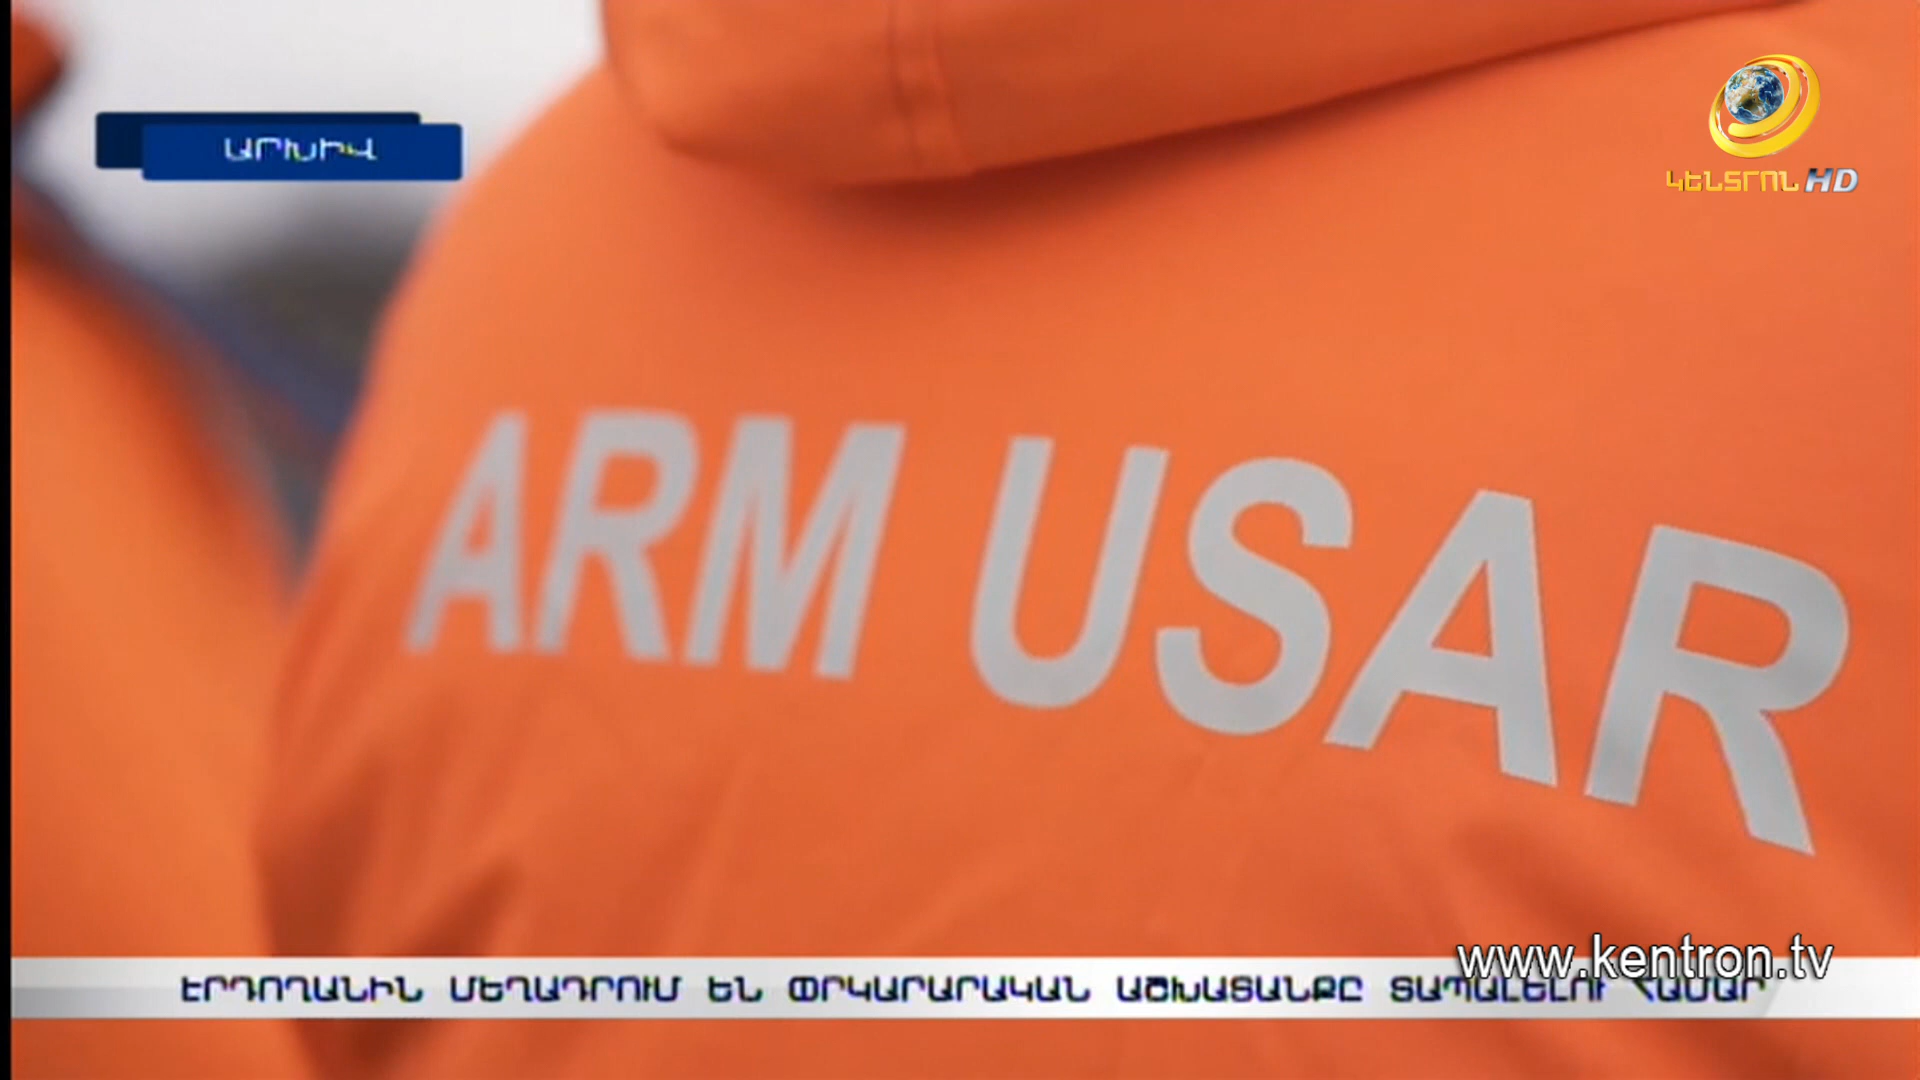 ԱՐԽԻՎ
ԿԵՆՏՐՈՆ HD
ARM USAR
www.kentron.tv
ԷՐԴՈՂԱՆԻՆ ՄԵՂԱԴՐՈՒՄ ԵՆ ՓՐԿԱՐԱՐԱԿԱՆ ԱՇԽԱՏԱՆՔԸ ՏԱՊԱԼԵԼՈՒ ՀԱՄԱՐ